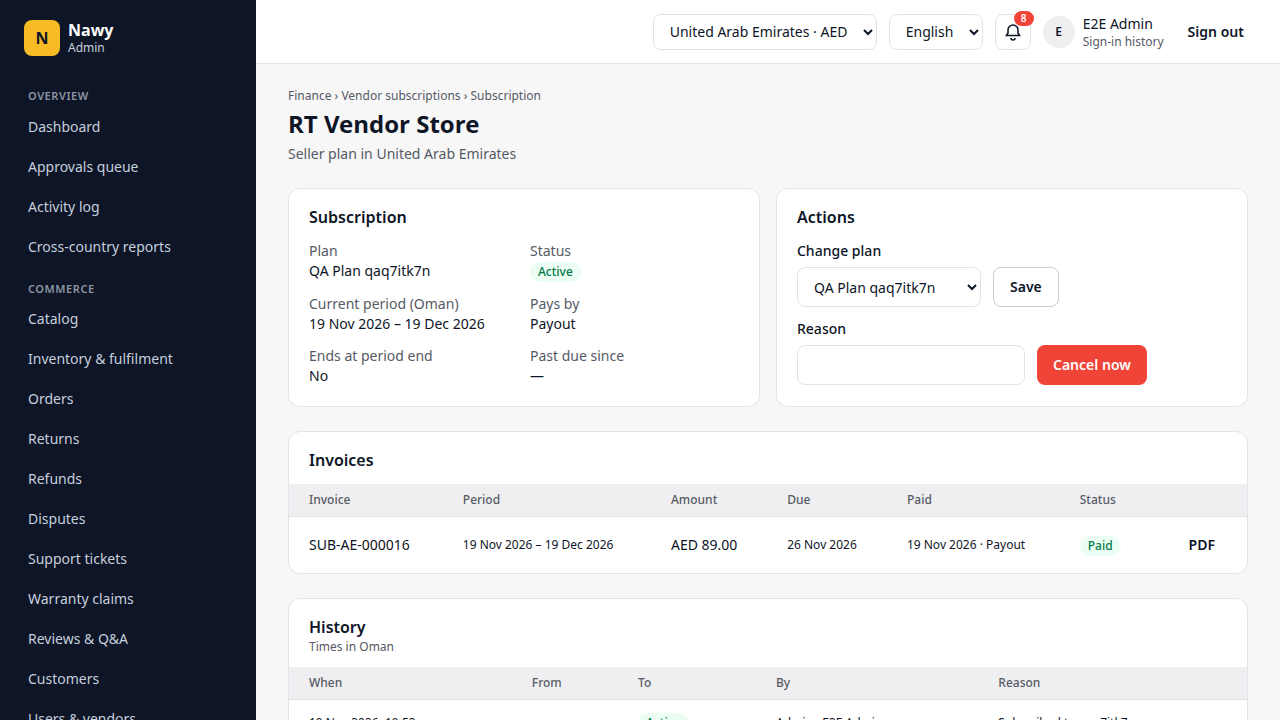 N
Nawy
Admin
OVERVIEW
Dashboard
Approvals queue
Activity log
Cross-country reports
COMMERCE
Catalog
Inventory & fulfilment
Orders
Returns
Refunds
Disputes
Support tickets
Warranty claims
Reviews & Q&A
Customers
Users & vendors
United Arab Emirates · AED
English
8
E
E2E Admin
Sign-in history
Sign out
Finance › Vendor subscriptions › Subscription
RT Vendor Store
Seller plan in United Arab Emirates
Subscription
Plan Status
QA Plan qaq7itk7n Active
Current period (Oman) Pays by
19 Nov 2026 – 19 Dec 2026 Payout
Ends at period end Past due since
No —
Actions
Change plan
QA Plan qaq7itk7n Save
Reason
Cancel now
Invoices
Invoice Period Amount Due Paid Status
SUB-AE-000016 19 Nov 2026 – 19 Dec 2026 AED 89.00 26 Nov 2026 19 Nov 2026 · Payout Paid PDF
History
Times in Oman
When From To By Reason